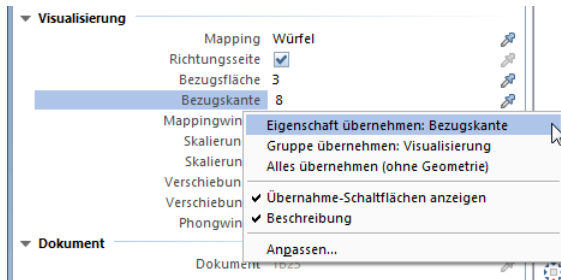 Visualisierung
Mapping Würfel
Richtungsseite
Bezugsfläche 3
Bezugskante 8
Mappingwin
Eigenschaft übernehmen: Bezugskante
Skalierun
Gruppe übernehmen: Visualisierung
Skalierun
Alles übernehmen (ohne Geometrie)
Verschiebun
Übernahme-Schaltflächen anzeigen
Verschiebun
Beschreibung
Phongwin
Anpassen...
Dokument
Dokument 1B25